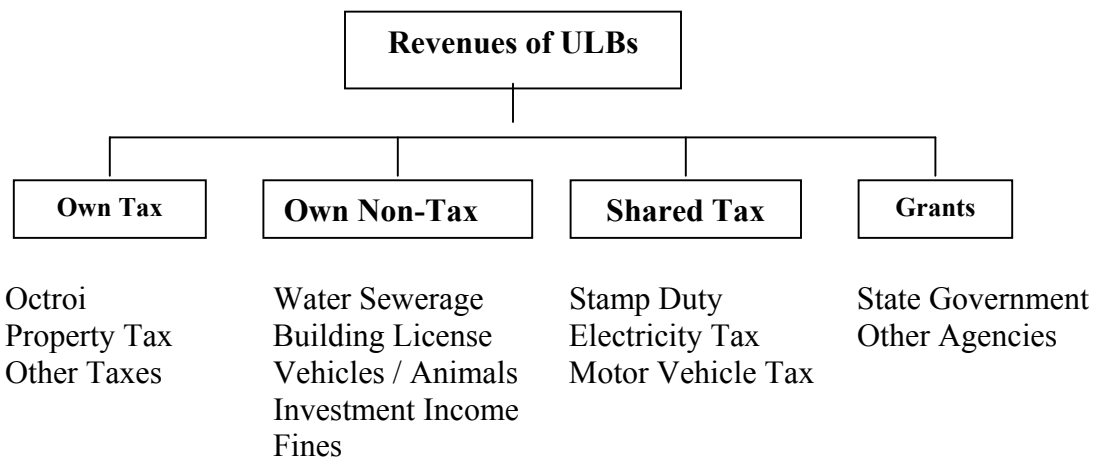 Revenues of ULBs
Own Tax
Own Non-Tax
Shared Tax
Grants
Octroi
Property Tax
Other Taxes
Water Sewerage
Building License
Vehicles / Animals
Investment Income
Fines
Stamp Duty
Electricity Tax
Motor Vehicle Tax
State Government
Other Agencies